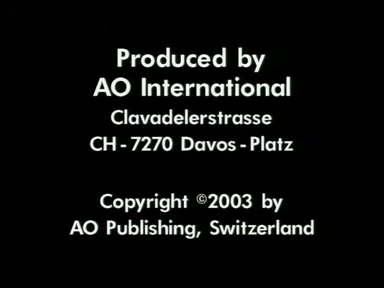 Produced by
AO International
Clavadelerstrasse
CH - 7270 Davos - Platz
Copyright ©2003 by
AO Publishing, Switzerland